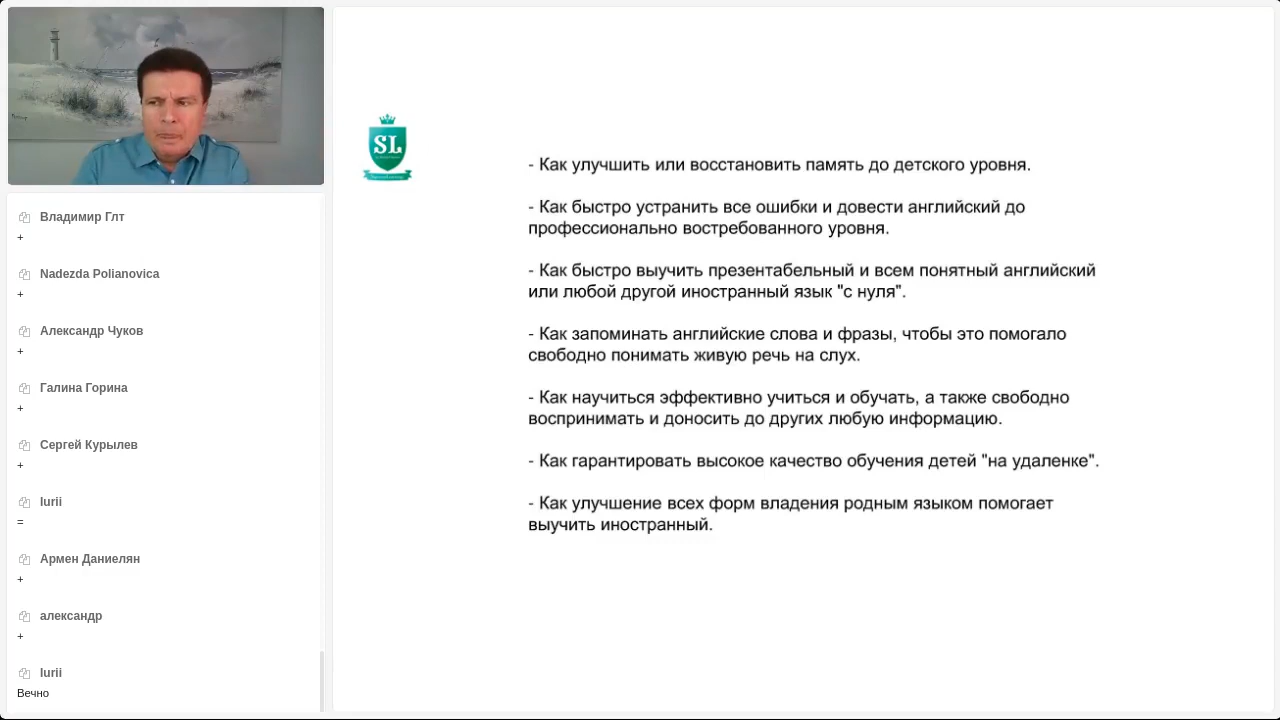 Владимир Глт
+
Nadezda Polianovica
+
Александр Чуков
+
Галина Горина
+
Сергей Курылев
+
Iurii
=
Армен Даниелян
+
александр
+
Iurii
Вечно
SL
- Как улучшить или восстановить память до детского уровня.
- Как быстро устранить все ошибки и довести английский до
профессионально востребованного уровня.
- Как быстро выучить презентабельный и всем понятный английский
или любой другой иностранный язык "с нуля".
- Как запоминать английские слова и фразы, чтобы это помогало
свободно понимать живую речь на слух.
- Как научиться эффективно учиться и обучать, а также свободно
воспринимать и доносить до других любую информацию.
- Как гарантировать высокое качество обучения детей "на удаленке".
- Как улучшение всех форм владения родным языком помогает
выучить иностранный.